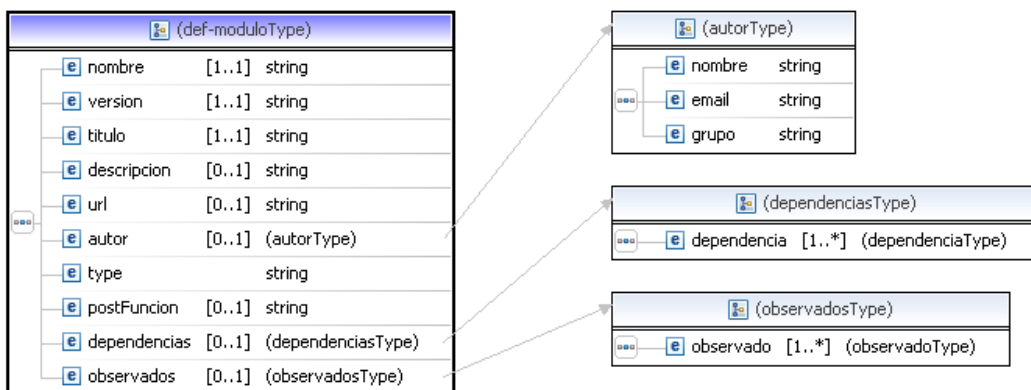 (def-moduloType)
e nombre [1..1] string
e version [1..1] string
e titulo [1..1] string
e descripcion [0..1] string
e url [0..1] string
e autor [0..1] (autorType)
e type string
e postFuncion [0..1] string
e dependencias [0..1] (dependenciasType)
e observados [0..1] (observadosType)
(autorType)
e nombre string
e email string
e grupo string
(dependenciasType)
e dependencia [1..*] (dependenciaType)
(observadosType)
e observado [1..*] (observadoType)